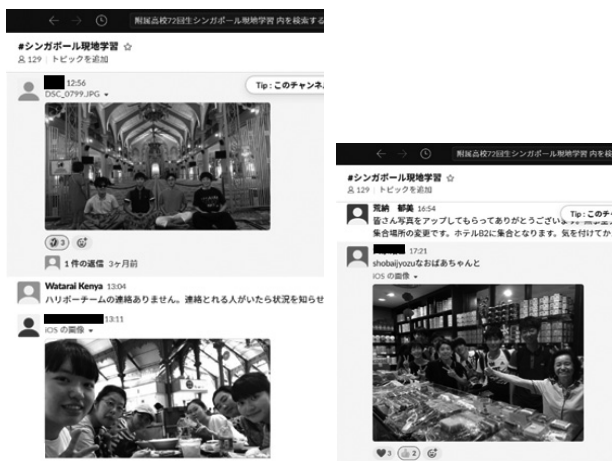 附属高校72回生シンガポール現地学習 内を検索する
#シンガポール現地学習 ☆
129 | トピックを追加
12:56
Tip : このチャンネ
DSC_0799.JPG
3
1 件の返信 3ヶ月前
Watarai Kenya 13:04
ハリボーチームの連絡ありません。連絡とれる人がいたら状況を知らせ
13:11
iOS の画像
附属高校72回生シンガポール現地学習 内を検
#シンガポール現地学習 ☆
129 | トピックを追加
荒納 郁美 16:54
Tip : このチ
皆さん写真をアップしてもらってありがとうござい
集合場所の変更です。ホテルB2に集合となります。気を付けてか
17:21
shobaijyozuなおばあちゃんと
iOS の画像
3 2